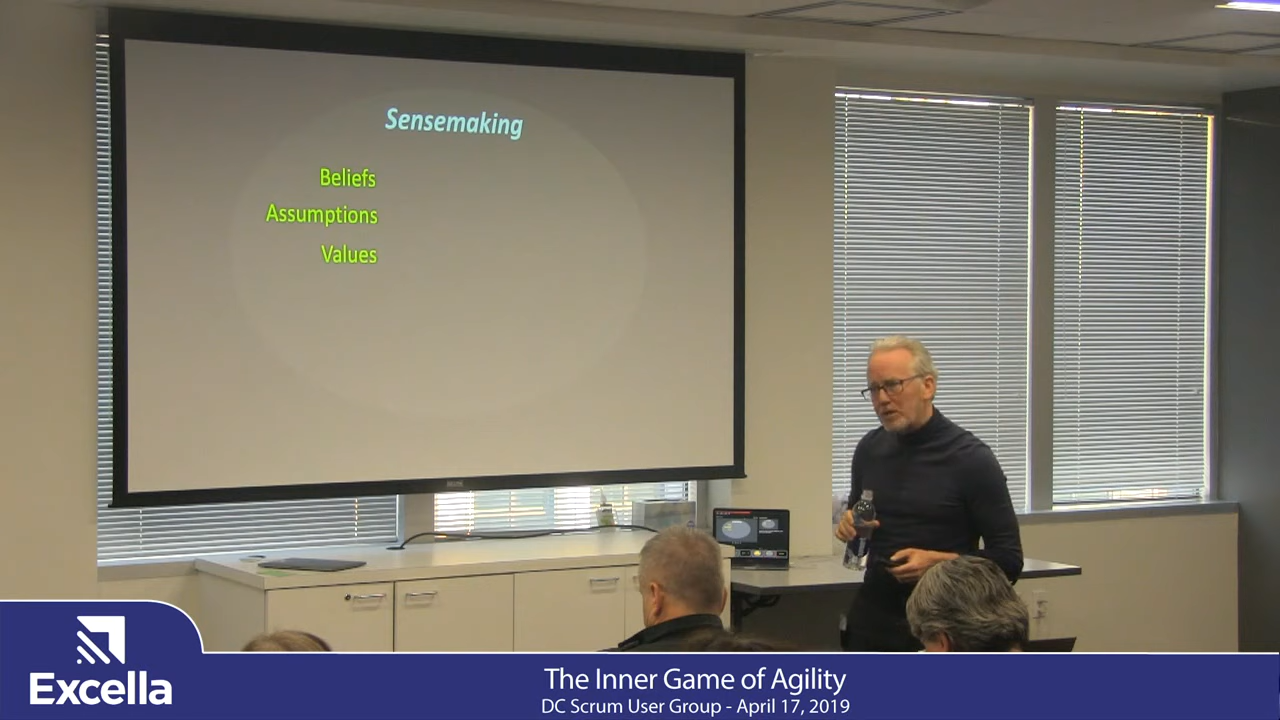 Sensemaking
Beliefs
Assumptions
Values
Excella
The Inner Game of Agility
DC Scrum User Group - April 17, 2019